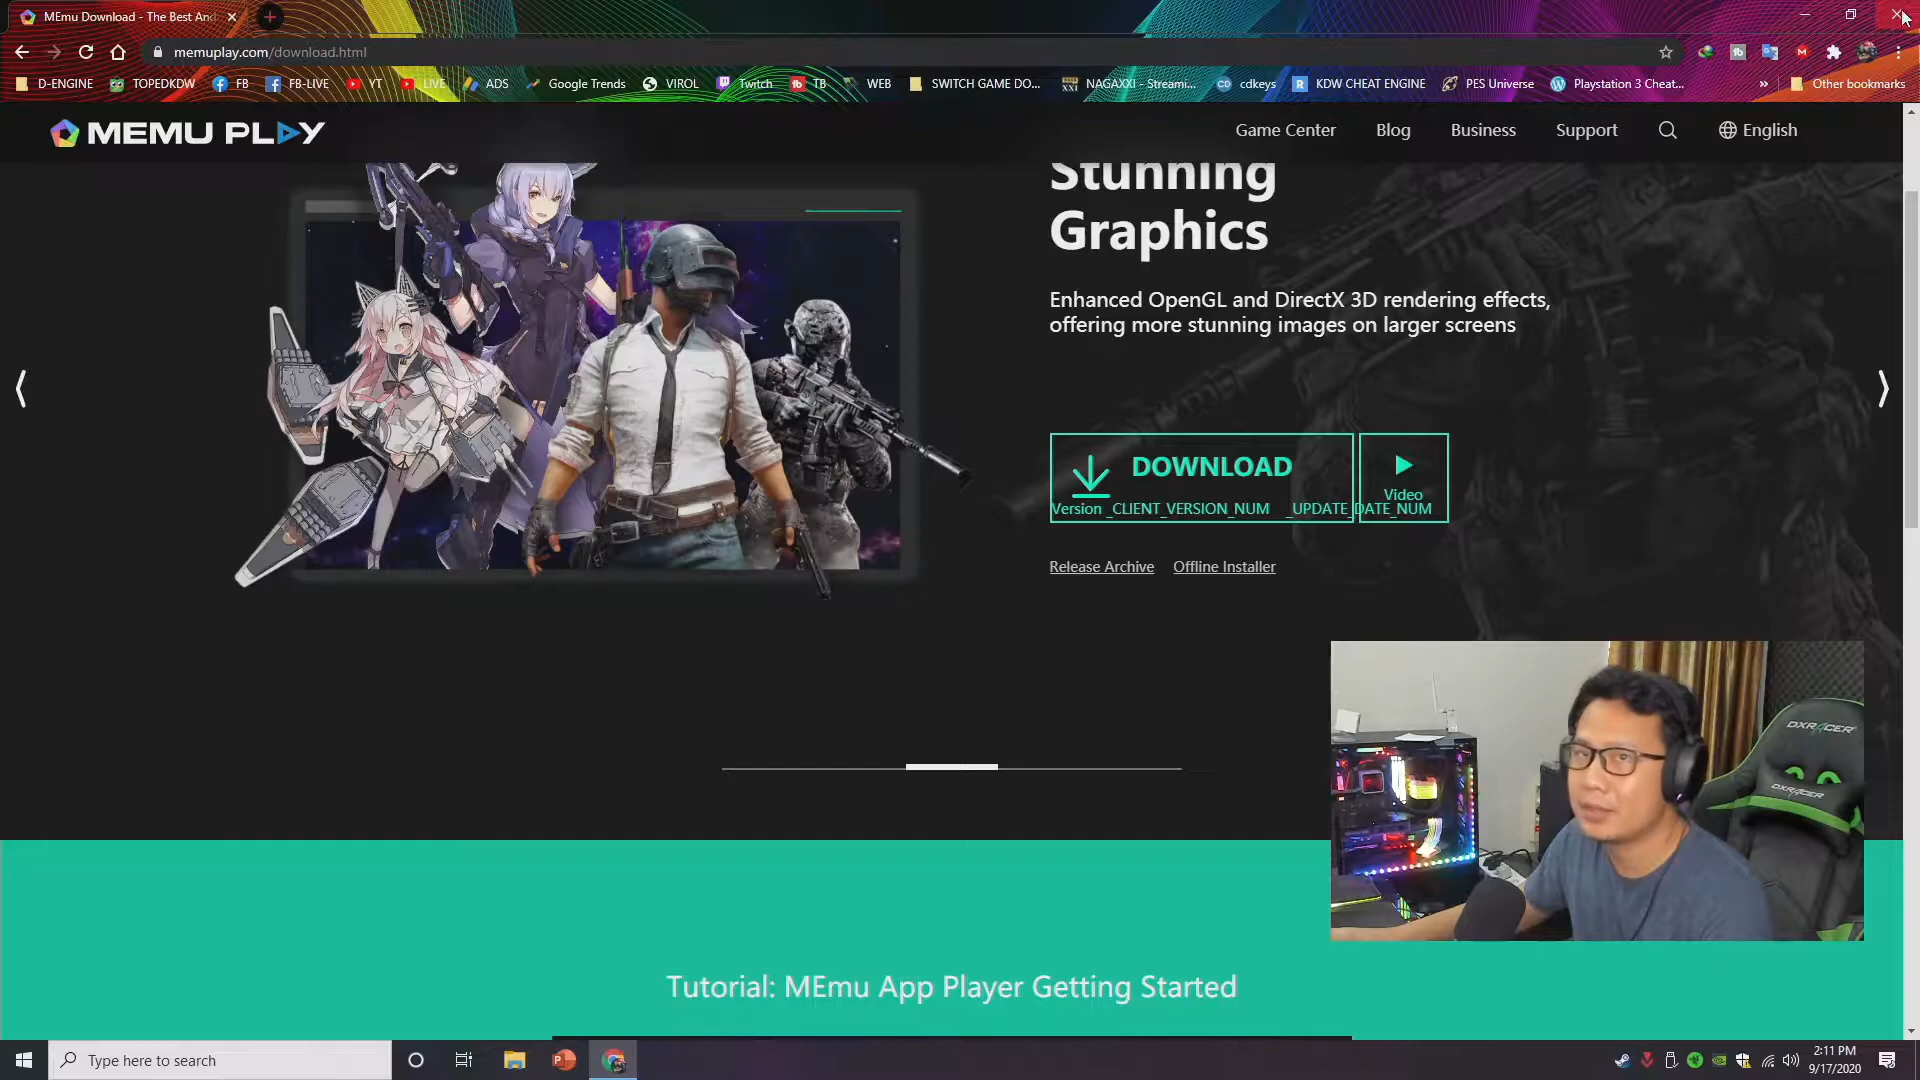 MEmu Download - The Best And
memuplay.com/download.html
D-ENGINE TOPEDKDW FB FB-LIVE YT LIVE ADS Google Trends VIROL Twitch TB WEB SWITCH GAME DO... NAGAXXI - Streami... cdkeys KDW CHEAT ENGINE PES Universe Playstation 3 Cheat... » Other bookmarks
MEMU PLAY
Game Center Blog Business Support English
Stunning
Graphics
Enhanced OpenGL and DirectX 3D rendering effects,
offering more stunning images on larger screens
DOWNLOAD
Video
Version _CLIENT_VERSION_NUM _UPDATE_DATE_NUM
Release Archive Offline Installer
DXRACER
DXRACER
Tutorial: MEmu App Player Getting Started
Type here to search
2:11 PM
9/17/2020